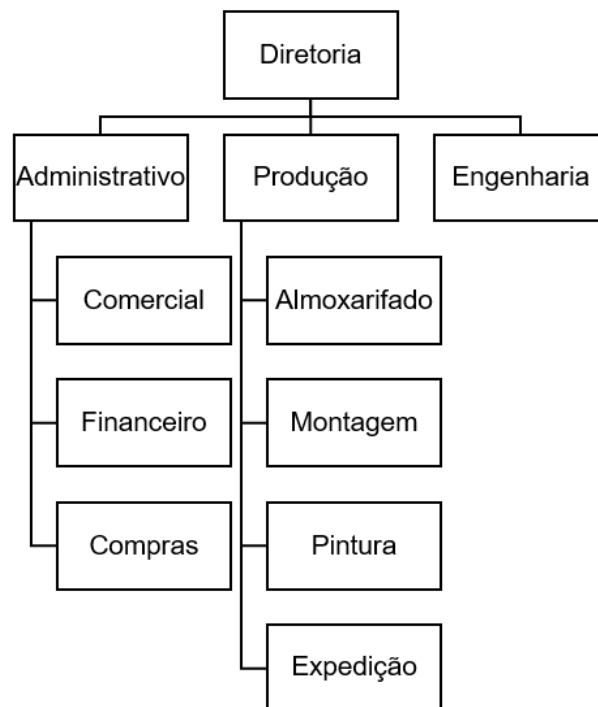 Diretoria
Administrativo
Produção
Engenharia
Comercial
Almoxarifado
Financeiro
Montagem
Compras
Pintura
Expedição